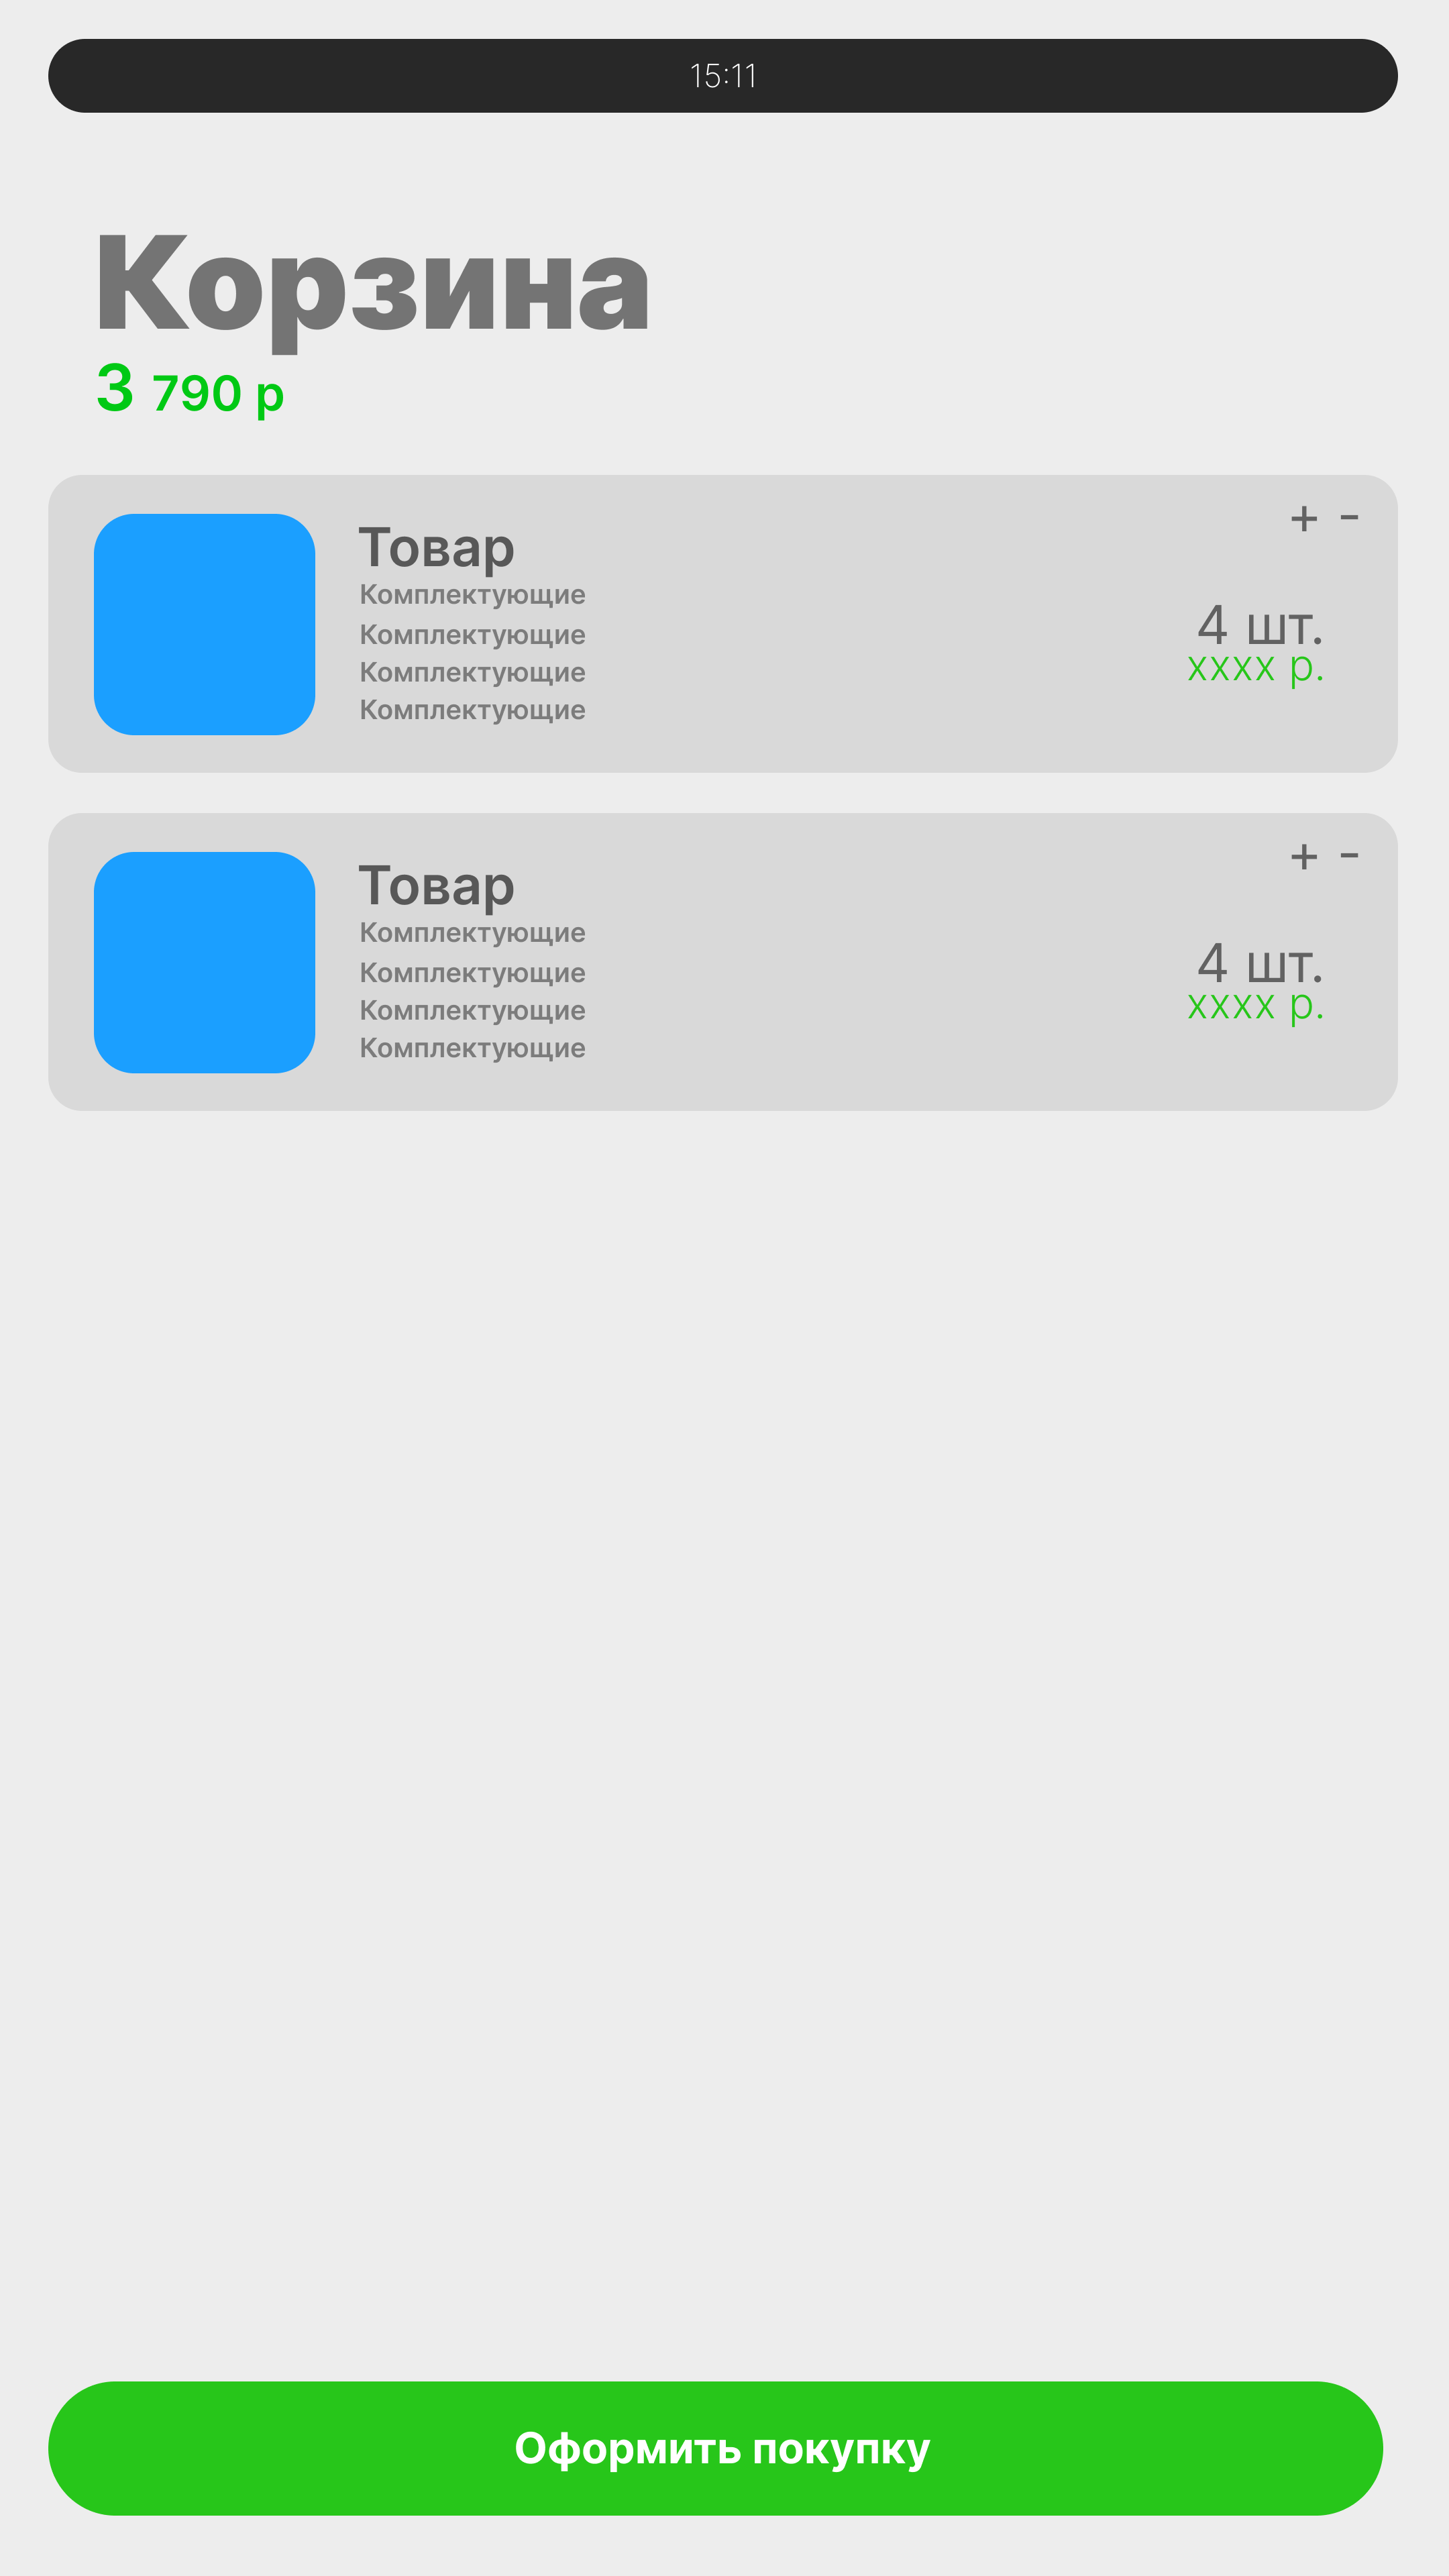 15:11
Корзина
3 790 р
+ -
Товар
Комплектующие
Комплектующие
Комплектующие
Комплектующие
4 шт.
xxxx р.
+ -
Товар
Комплектующие
Комплектующие
Комплектующие
Комплектующие
4 шт.
xxxx р.
Оформить покупку